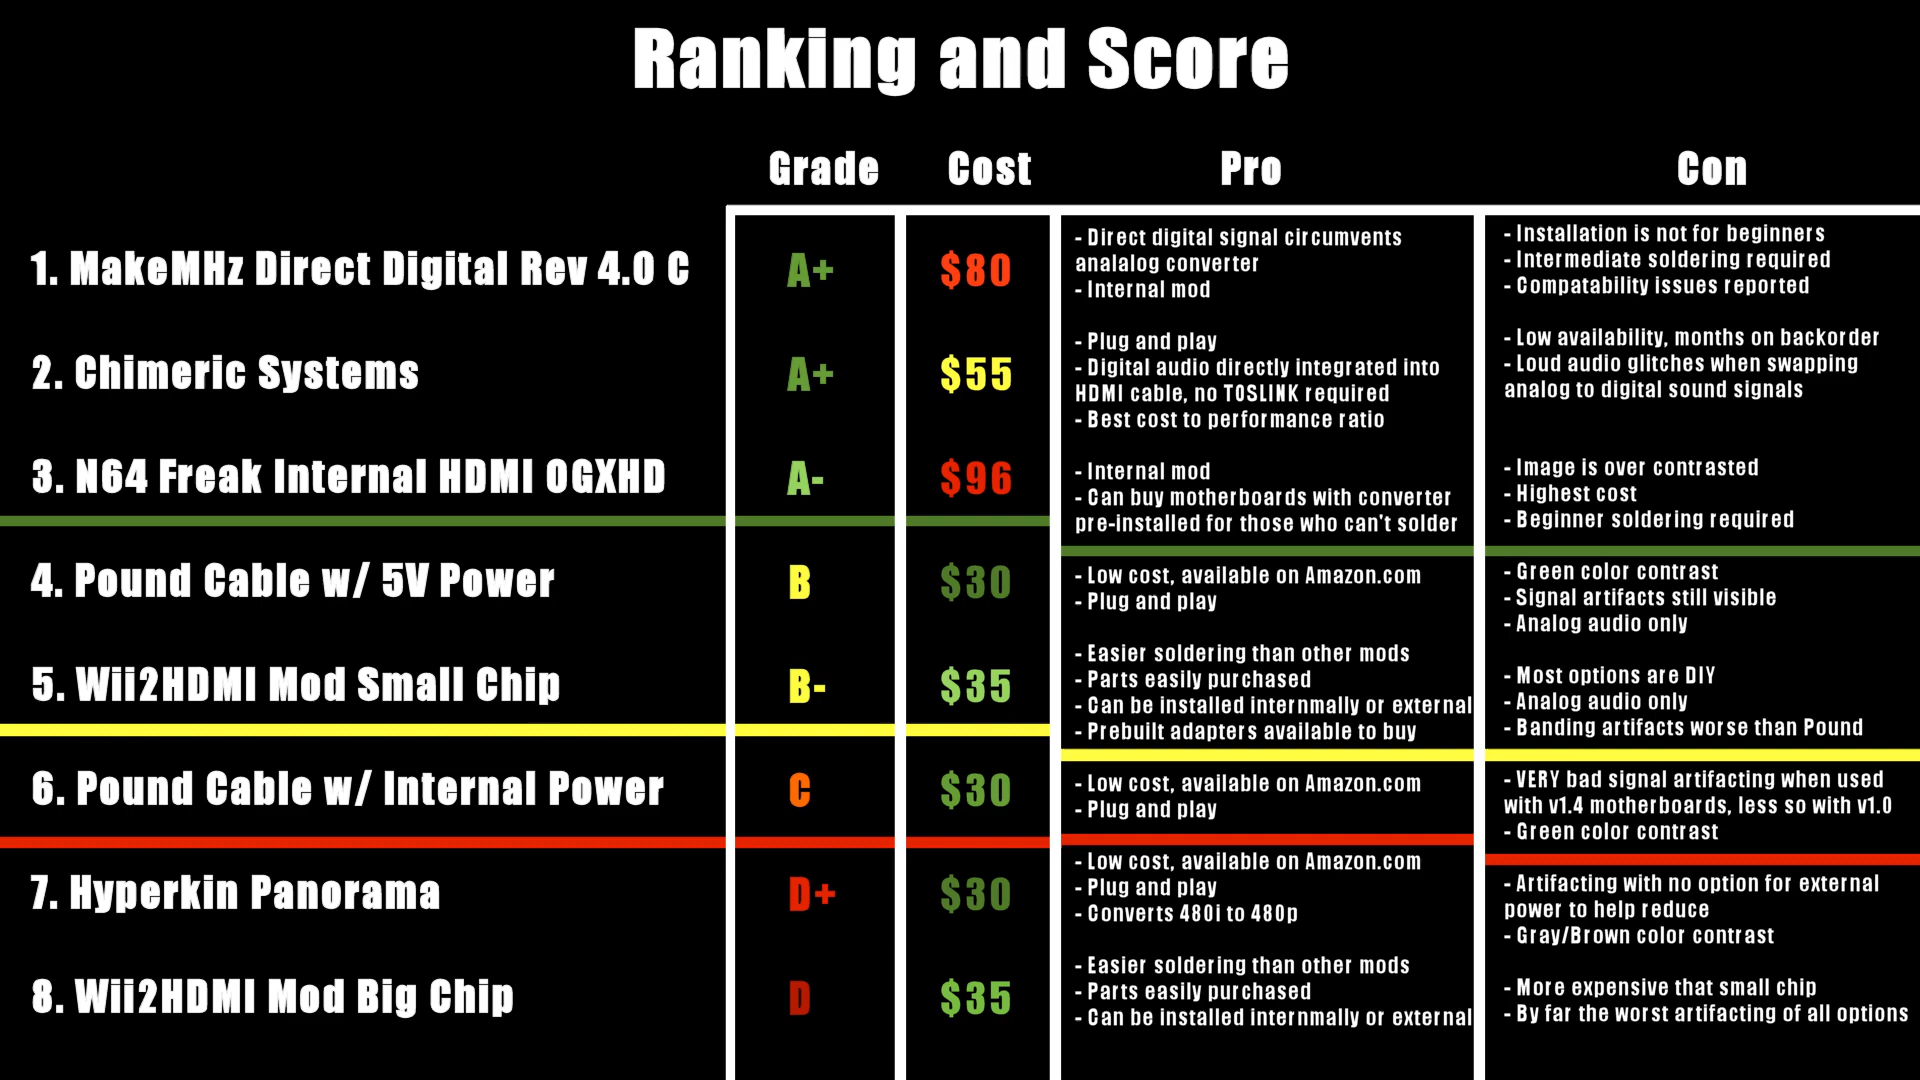 Ranking and Score
Grade
Cost
Pro
Con
1. MakeMHz Direct Digital Rev 4.0 C
A+
$80
- Direct digital signal circumvents
analalog converter
- Internal mod
- Installation is not for beginners
- Intermediate soldering required
- Compatability issues reported
2. Chimeric Systems
A+
$55
- Plug and play
- Digital audio directly integrated into
HDMI cable, no TOSLINK required
- Best cost to performance ratio
- Low availability, months on backorder
- Loud audio glitches when swapping
analog to digital sound signals
3. N64 Freak Internal HDMI OGXHD
A-
$96
- Internal mod
- Can buy motherboards with converter
pre-installed for those who can't solder
- Image is over contrasted
- Highest cost
- Beginner soldering required
4. Pound Cable w/ 5V Power
B
$30
- Low cost, available on Amazon.com
- Plug and play
- Green color contrast
- Signal artifacts still visible
- Analog audio only
5. Wii2HDMI Mod Small Chip
B-
$35
- Easier soldering than other mods
- Parts easily purchased
- Can be installed internmally or external
- Prebuilt adapters available to buy
- Most options are DIY
- Analog audio only
- Banding artifacts worse than Pound
6. Pound Cable w/ Internal Power
C
$30
- Low cost, available on Amazon.com
- Plug and play
- VERY bad signal artifacting when used
with v1.4 motherboards, less so with v1.0
- Green color contrast
7. Hyperkin Panorama
D+
$30
- Low cost, available on Amazon.com
- Plug and play
- Converts 480i to 480p
- Artifacting with no option for external
power to help reduce
- Gray/Brown color contrast
8. Wii2HDMI Mod Big Chip
D
$35
- Easier soldering than other mods
- Parts easily purchased
- Can be installed internmally or external
- More expensive that small chip
- By far the worst artifacting of all options